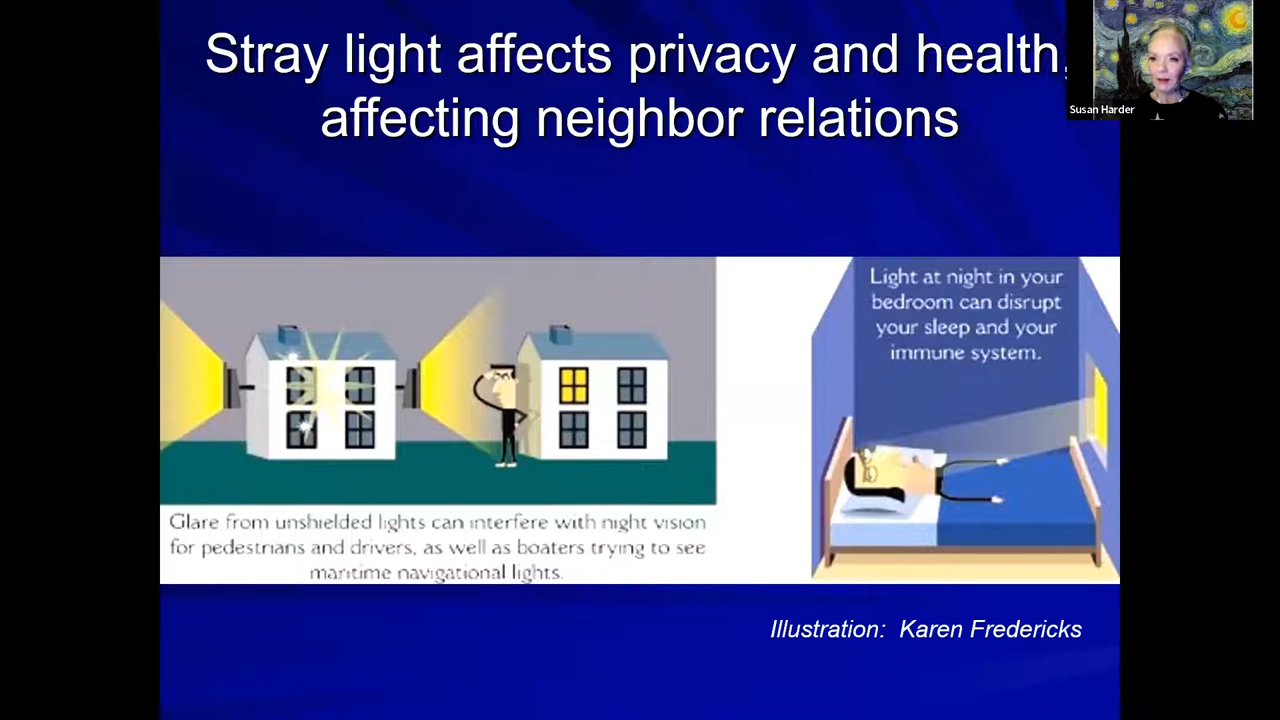 Stray light affects privacy and health,
affecting neighbor relations
Susan Harder
Light at night in your
bedroom can disrupt
your sleep and your
immune system.
Glare from unshielded lights can interfere with night vision
for pedestrians and drivers, as well as boaters trying to see
maritime navigational lights.
Illustration: Karen Fredericks